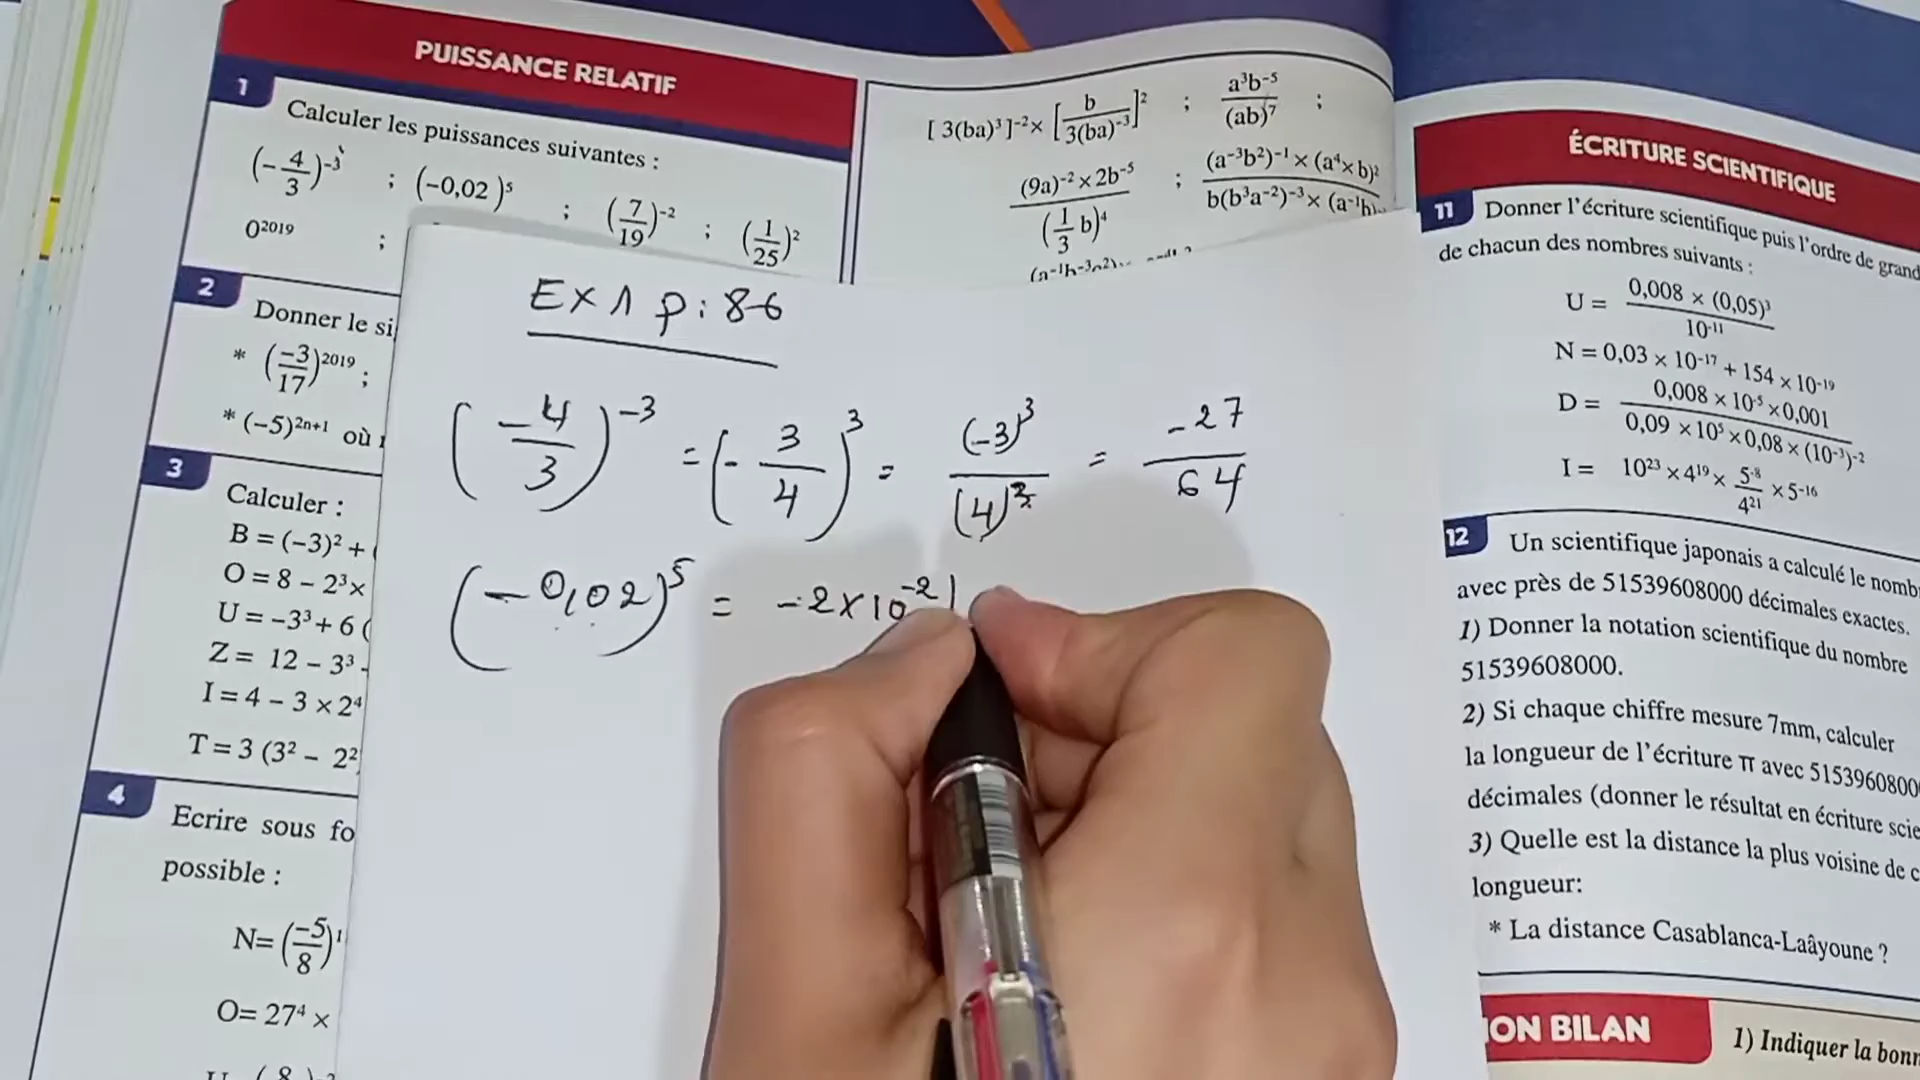 PUISSANCE RELATIF
1 Calculer les puissances suivantes :
(-4/3)⁻³ ; (-0,02)⁵ ; (7/19)⁻² ; (1/25)²
0²⁰¹⁹ ;
2 Donner le si
* (-3/17)²⁰¹⁹ ;
* (-5)²ⁿ⁺¹ où
3 Calculer :
B = (-3)² +
O = 8 - 2³ ×
U = -3³ + 6 (
Z = 12 - 3³ -
I = 4 - 3 × 2⁴
T = 3 (3² - 2²
4 Ecrire sous fo
possible :
N= (-5/8)¹
O= 27⁴ ×
[ 3(ba)³ ]⁻² × [b/3(ba)⁻³]² ; a³b⁻⁵/(ab)⁷ ;
(9a)⁻² × 2b⁻⁵/(1/3 b)⁴ ; (a⁻³b²)⁻¹ × (a⁴ × b)²/b(b³a⁻²)⁻³ × (a⁻¹b)
Ex 1 p : 86
(-4/3)⁻³ = (-3/4)³ = (-3)³/(4)³ = -27/64
(-0,02)⁵ = -2×10⁻²)
ÉCRITURE SCIENTIFIQUE
11 Donner l'écriture scientifique puis l'ordre de grand
de chacun des nombres suivants :
U = 0,008 × (0,05)³/10⁻¹¹
N = 0,03 × 10⁻¹⁷ + 154 × 10⁻¹⁹
D = 0,008 × 10⁻⁵ × 0,001/0,09 × 10⁵ × 0,08 × (10⁻³)⁻²
I = 10²³ × 4¹⁹ × 5⁻⁸/4²¹ × 5⁻¹⁶
12 Un scientifique japonais a calculé le nomb
avec près de 51539608000 décimales exactes.
1) Donner la notation scientifique du nombre
51539608000.
2) Si chaque chiffre mesure 7mm, calculer
la longueur de l'écriture π avec 5153960800
décimales (donner le résultat en écriture scie
3) Quelle est la distance la plus voisine de c
longueur:
* La distance Casablanca-Laâyoune ?
ION BILAN
1) Indiquer la bonn